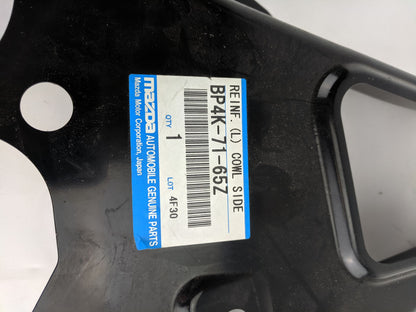 REINF. (L) COWL SIDE
BP4K-71-65Z
QTY LOT
1 4F30
mazda AUTOMOBILE GENUINE PARTS
Mazda Motor Corporation, Japan